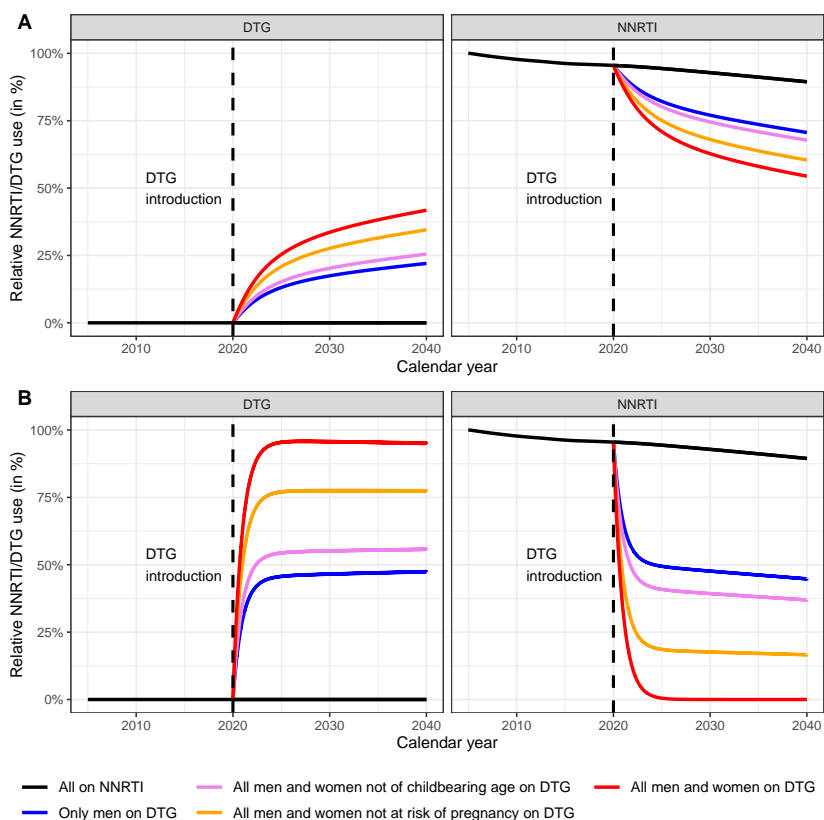 A
DTG
NNRTI
Relative NNRTI/DTG use (in %)
100%
75%
50%
25%
0%
DTG
introduction
DTG
introduction
2010
2020
2030
2040
2010
2020
2030
2040
Calendar year
B
DTG
NNRTI
Relative NNRTI/DTG use (in %)
100%
75%
50%
25%
0%
DTG
introduction
DTG
introduction
2010
2020
2030
2040
2010
2020
2030
2040
Calendar year
All on NNRTI
All men and women not of childbearing age on DTG
All men and women on DTG
Only men on DTG
All men and women not at risk of pregnancy on DTG